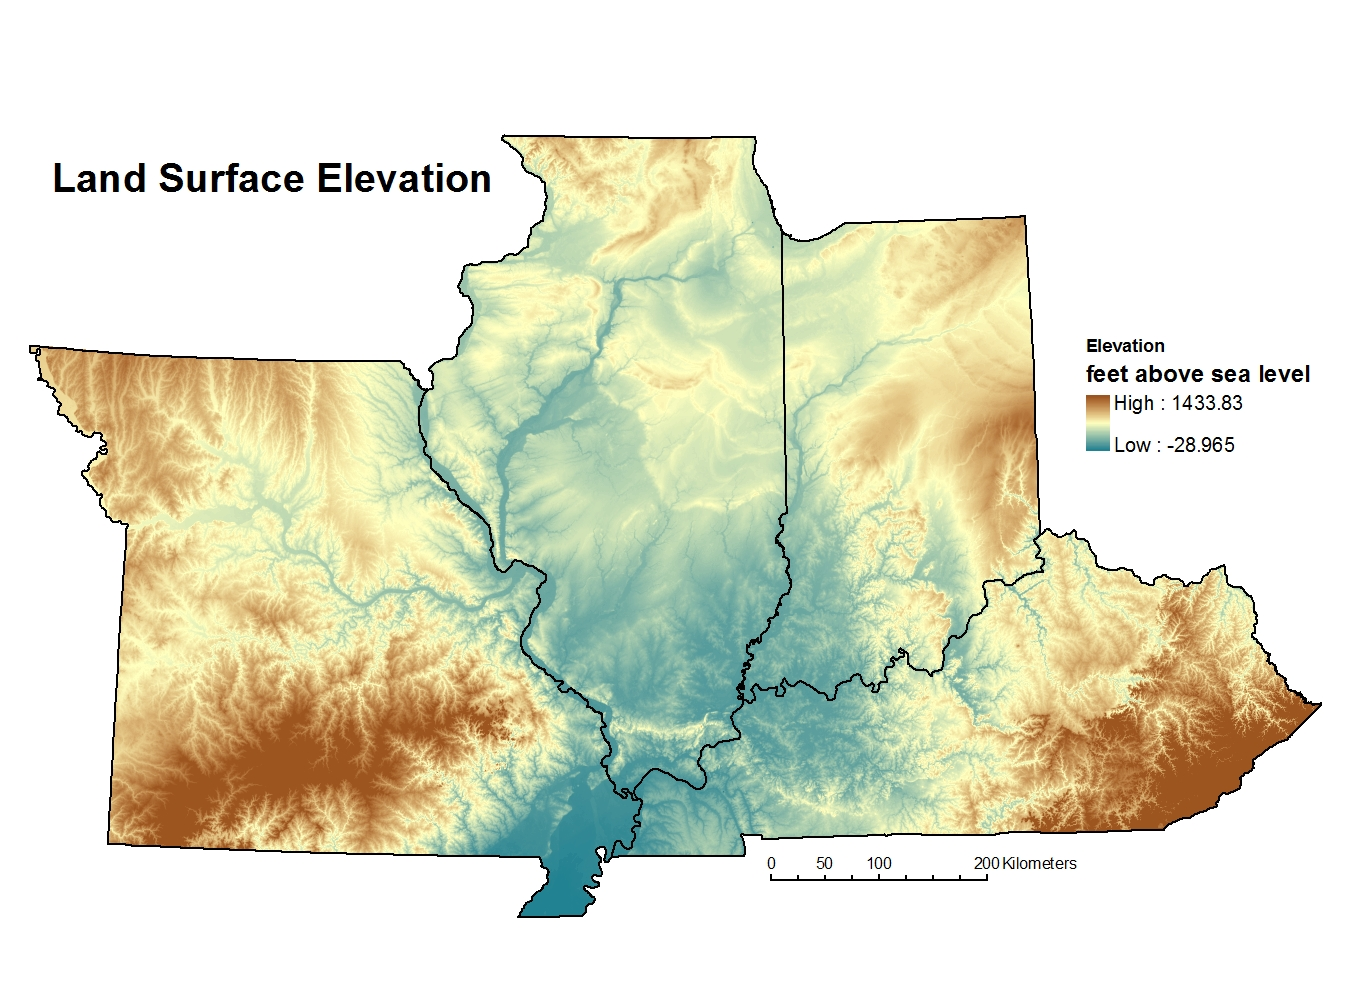 Land Surface Elevation
Elevation
feet above sea level
High : 1433.83
Low : -28.965
0 50 100 200 Kilometers